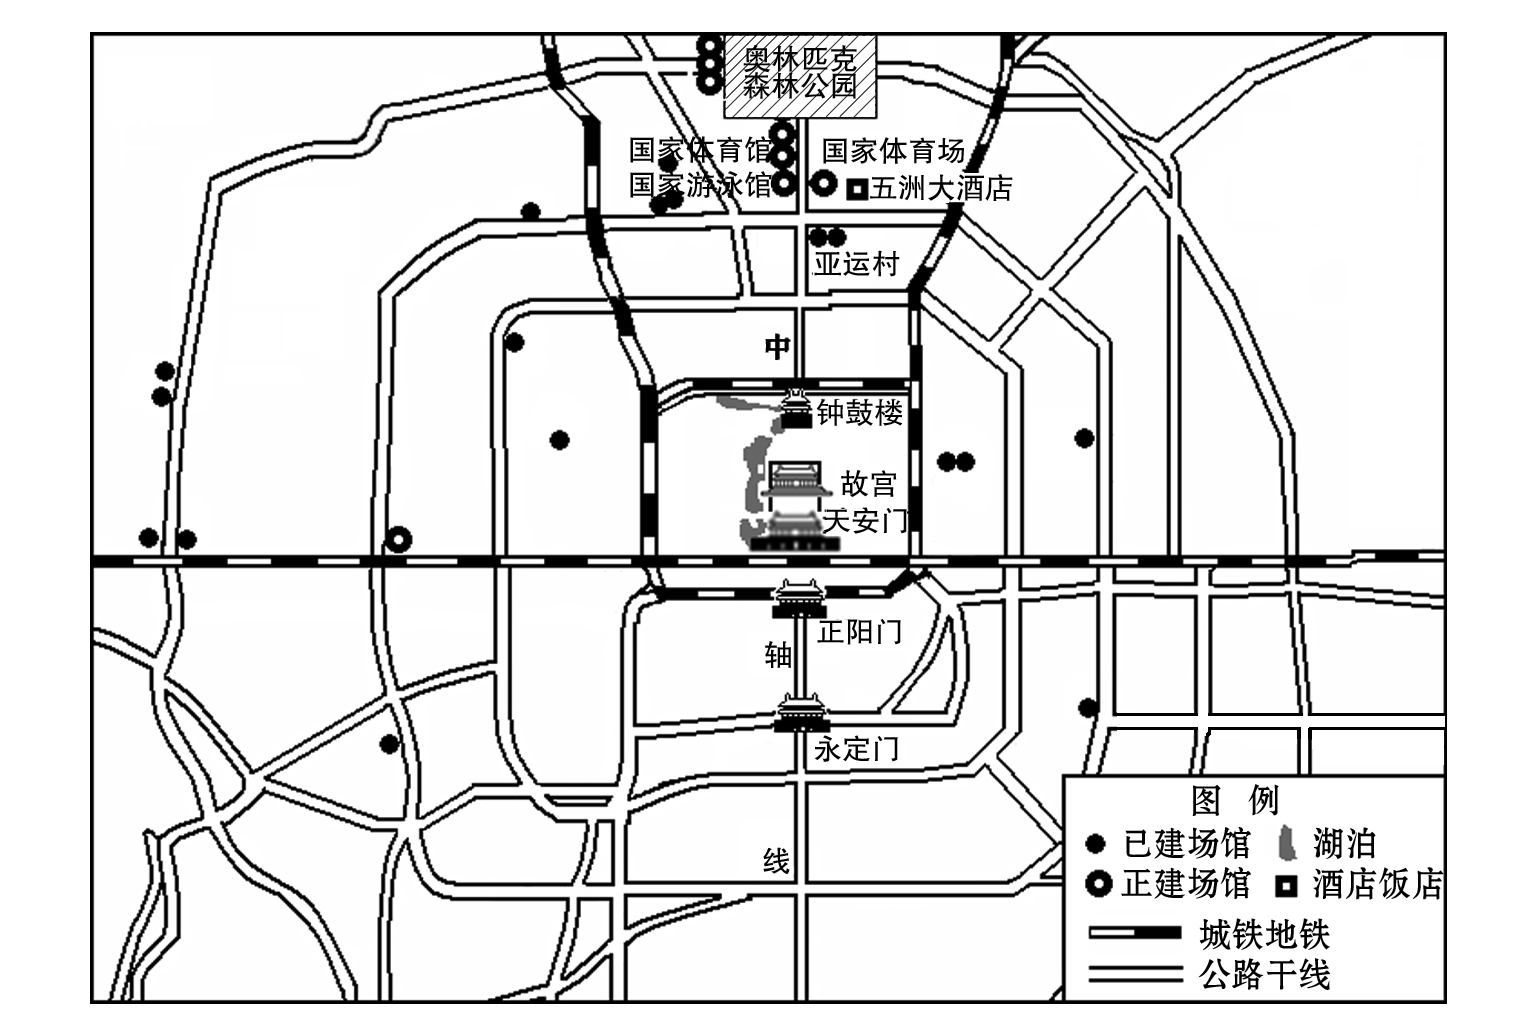 奥林匹克
森林公园
国家体育馆
国家体育场
国家游泳馆
五洲大酒店
亚运村
中
钟鼓楼
故宫
天安门
正阳门
轴
永定门
线
图 例
已建场馆
湖泊
正建场馆
酒店饭店
城铁地铁
公路干线